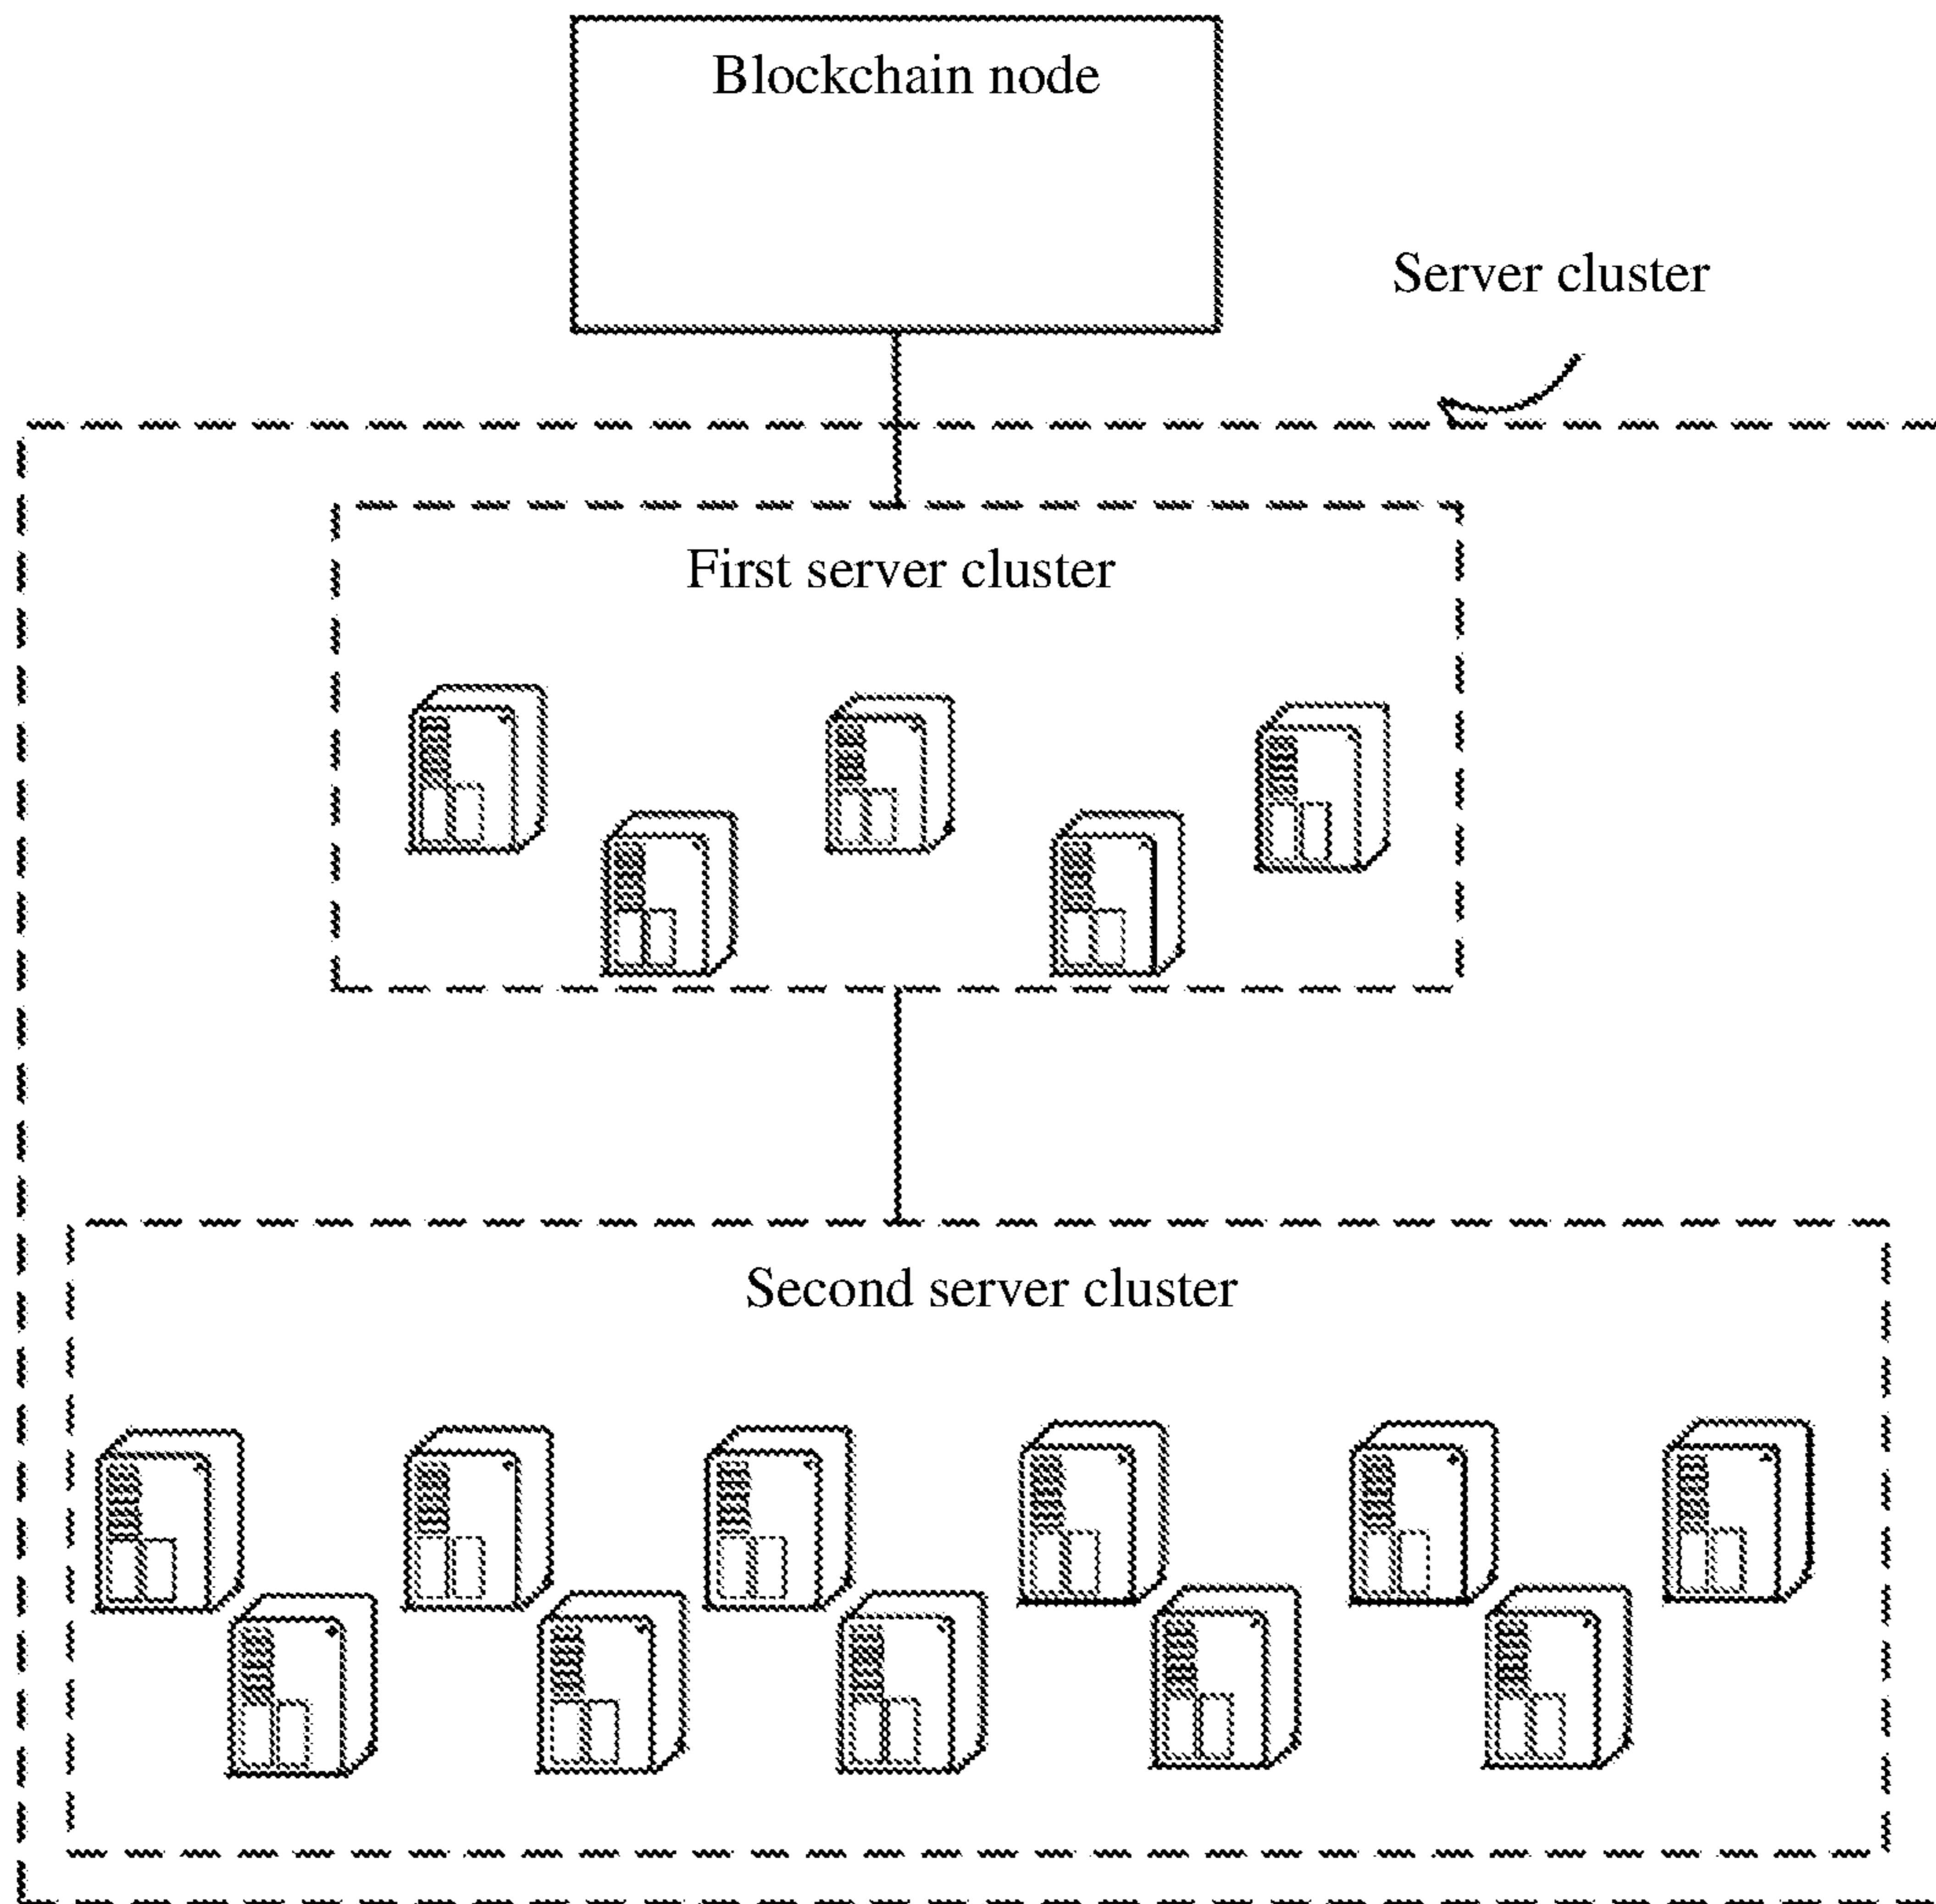 Blockchain node
Server cluster
First server cluster
Second server cluster